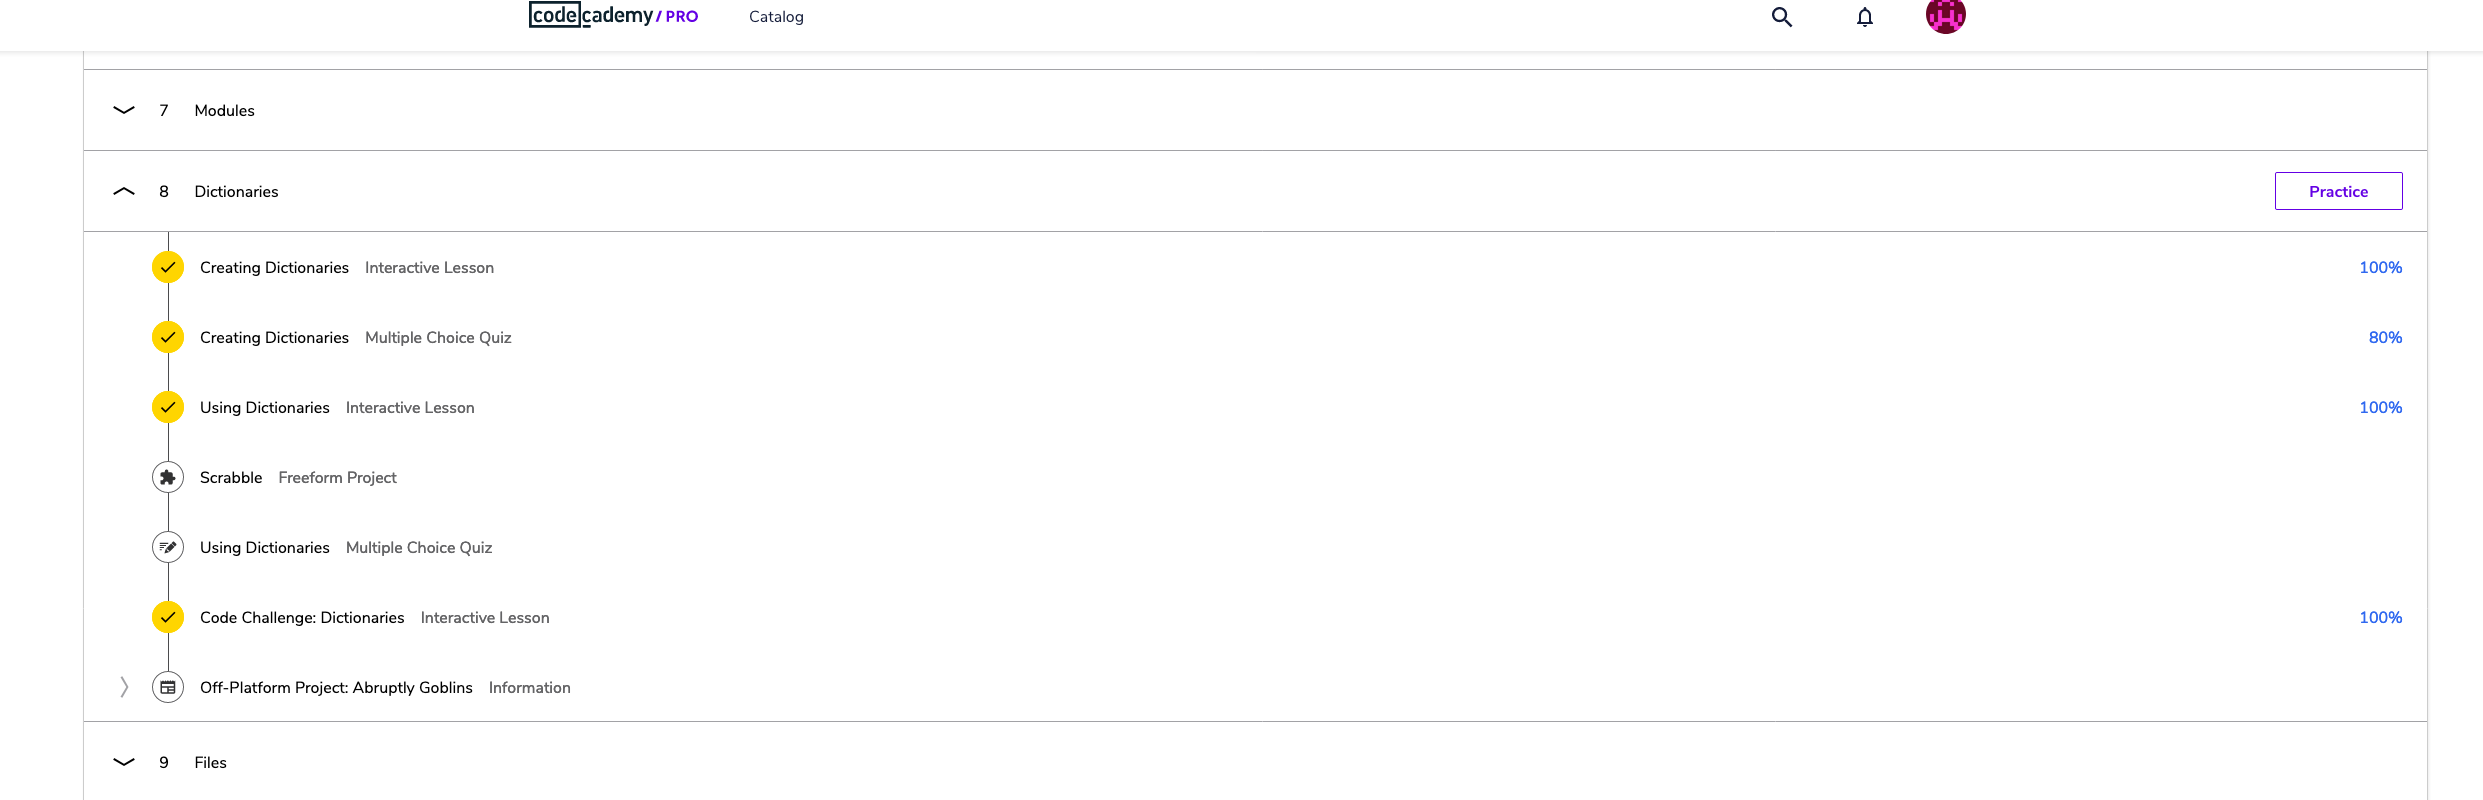 codecademy / PRO Catalog
7 Modules
8 Dictionaries Practice
Creating Dictionaries Interactive Lesson 100%
Creating Dictionaries Multiple Choice Quiz 80%
Using Dictionaries Interactive Lesson 100%
Scrabble Freeform Project
Using Dictionaries Multiple Choice Quiz
Code Challenge: Dictionaries Interactive Lesson 100%
Off-Platform Project: Abruptly Goblins Information
9 Files